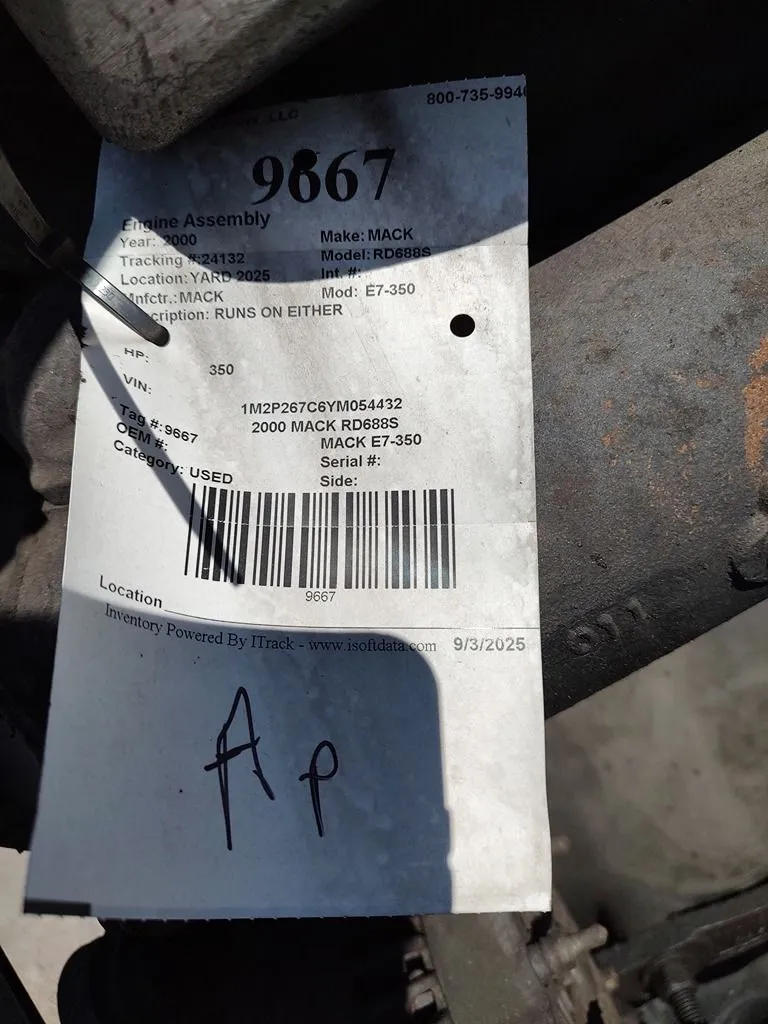 LLC
800-735-994
9667
Engine Assembly
Year: 2000 Make: MACK
Tracking #:24132 Model: RD688S
Location: YARD 2025 Int. #:
Mnfctr.: MACK Mod: E7-350
cription: RUNS ON EITHER
HP: 350
VIN:
1M2P267C6YM054432
Tag #:9667 2000 MACK RD688S
OEM #: MACK E7-350
Category: USED Serial #:
Side:
9667
Location
Inventory Powered By ITrack - www.isoftdata.com 9/3/2025
A p